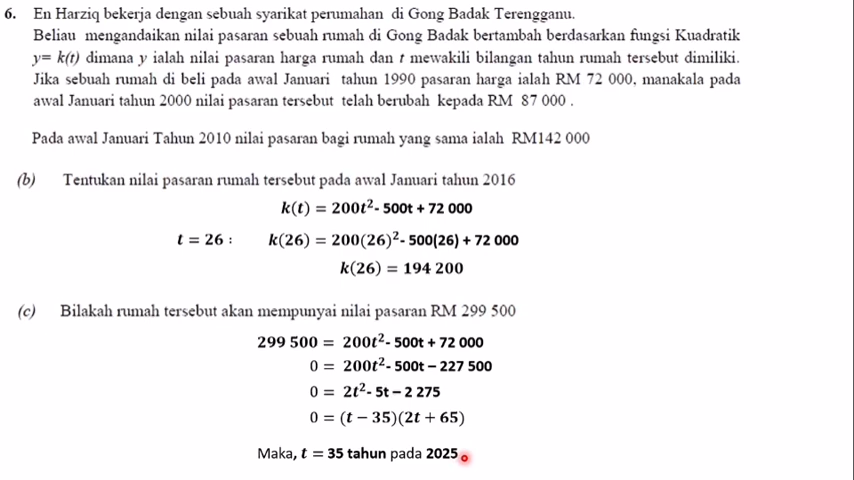 6. En Harziq bekerja dengan sebuah syarikat perumahan di Gong Badak Terengganu.
Beliau mengandaikan nilai pasaran sebuah rumah di Gong Badak bertambah berdasarkan fungsi Kuadratik
y= k(t) dimana y ialah nilai pasaran harga rumah dan t mewakili bilangan tahun rumah tersebut dimiliki.
Jika sebuah rumah di beli pada awal Januari tahun 1990 pasaran harga ialah RM 72 000, manakala pada
awal Januari tahun 2000 nilai pasaran tersebut telah berubah kepada RM 87 000 .
Pada awal Januari Tahun 2010 nilai pasaran bagi rumah yang sama ialah RM142 000
(b) Tentukan nilai pasaran rumah tersebut pada awal Januari tahun 2016
k(t) = 200t² - 500t + 72 000
t = 26 : k(26) = 200(26)² - 500(26) + 72 000
k(26) = 194 200
(c) Bilakah rumah tersebut akan mempunyai nilai pasaran RM 299 500
299 500 = 200t² - 500t + 72 000
0 = 200t² - 500t – 227 500
0 = 2t² - 5t – 2 275
0 = (t − 35)(2t + 65)
Maka, t = 35 tahun pada 2025